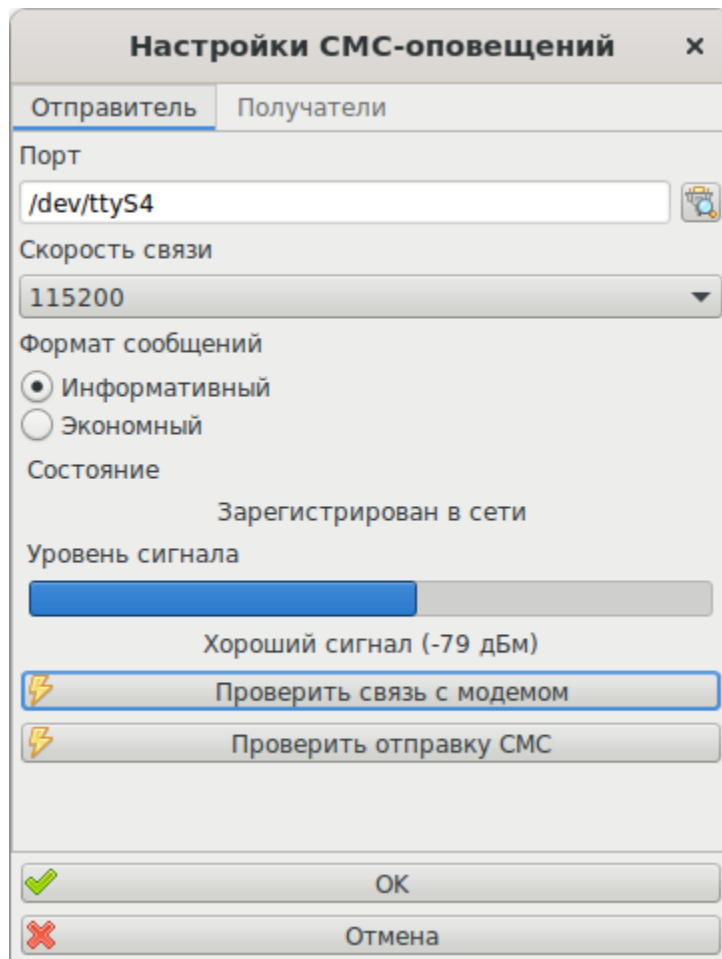 Настройки СМС-оповещений
Отправитель Получатели
Порт
/dev/ttyS4
Скорость связи
115200
Формат сообщений
Информативный
Экономный
Состояние
Зарегистрирован в сети
Уровень сигнала
Хороший сигнал (-79 дБм)
Проверить связь с модемом
Проверить отправку СМС
OK
Отмена